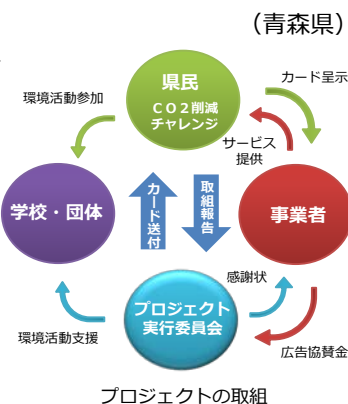 （青森県）
県民
ＣＯ２削減
チャレンジ
環境活動参加
カード呈示
サービス
提供
学校・団体
カード送付
取組報告
事業者
感謝状
プロジェクト
実行委員会
環境活動支援
広告協賛金
プロジェクトの取組